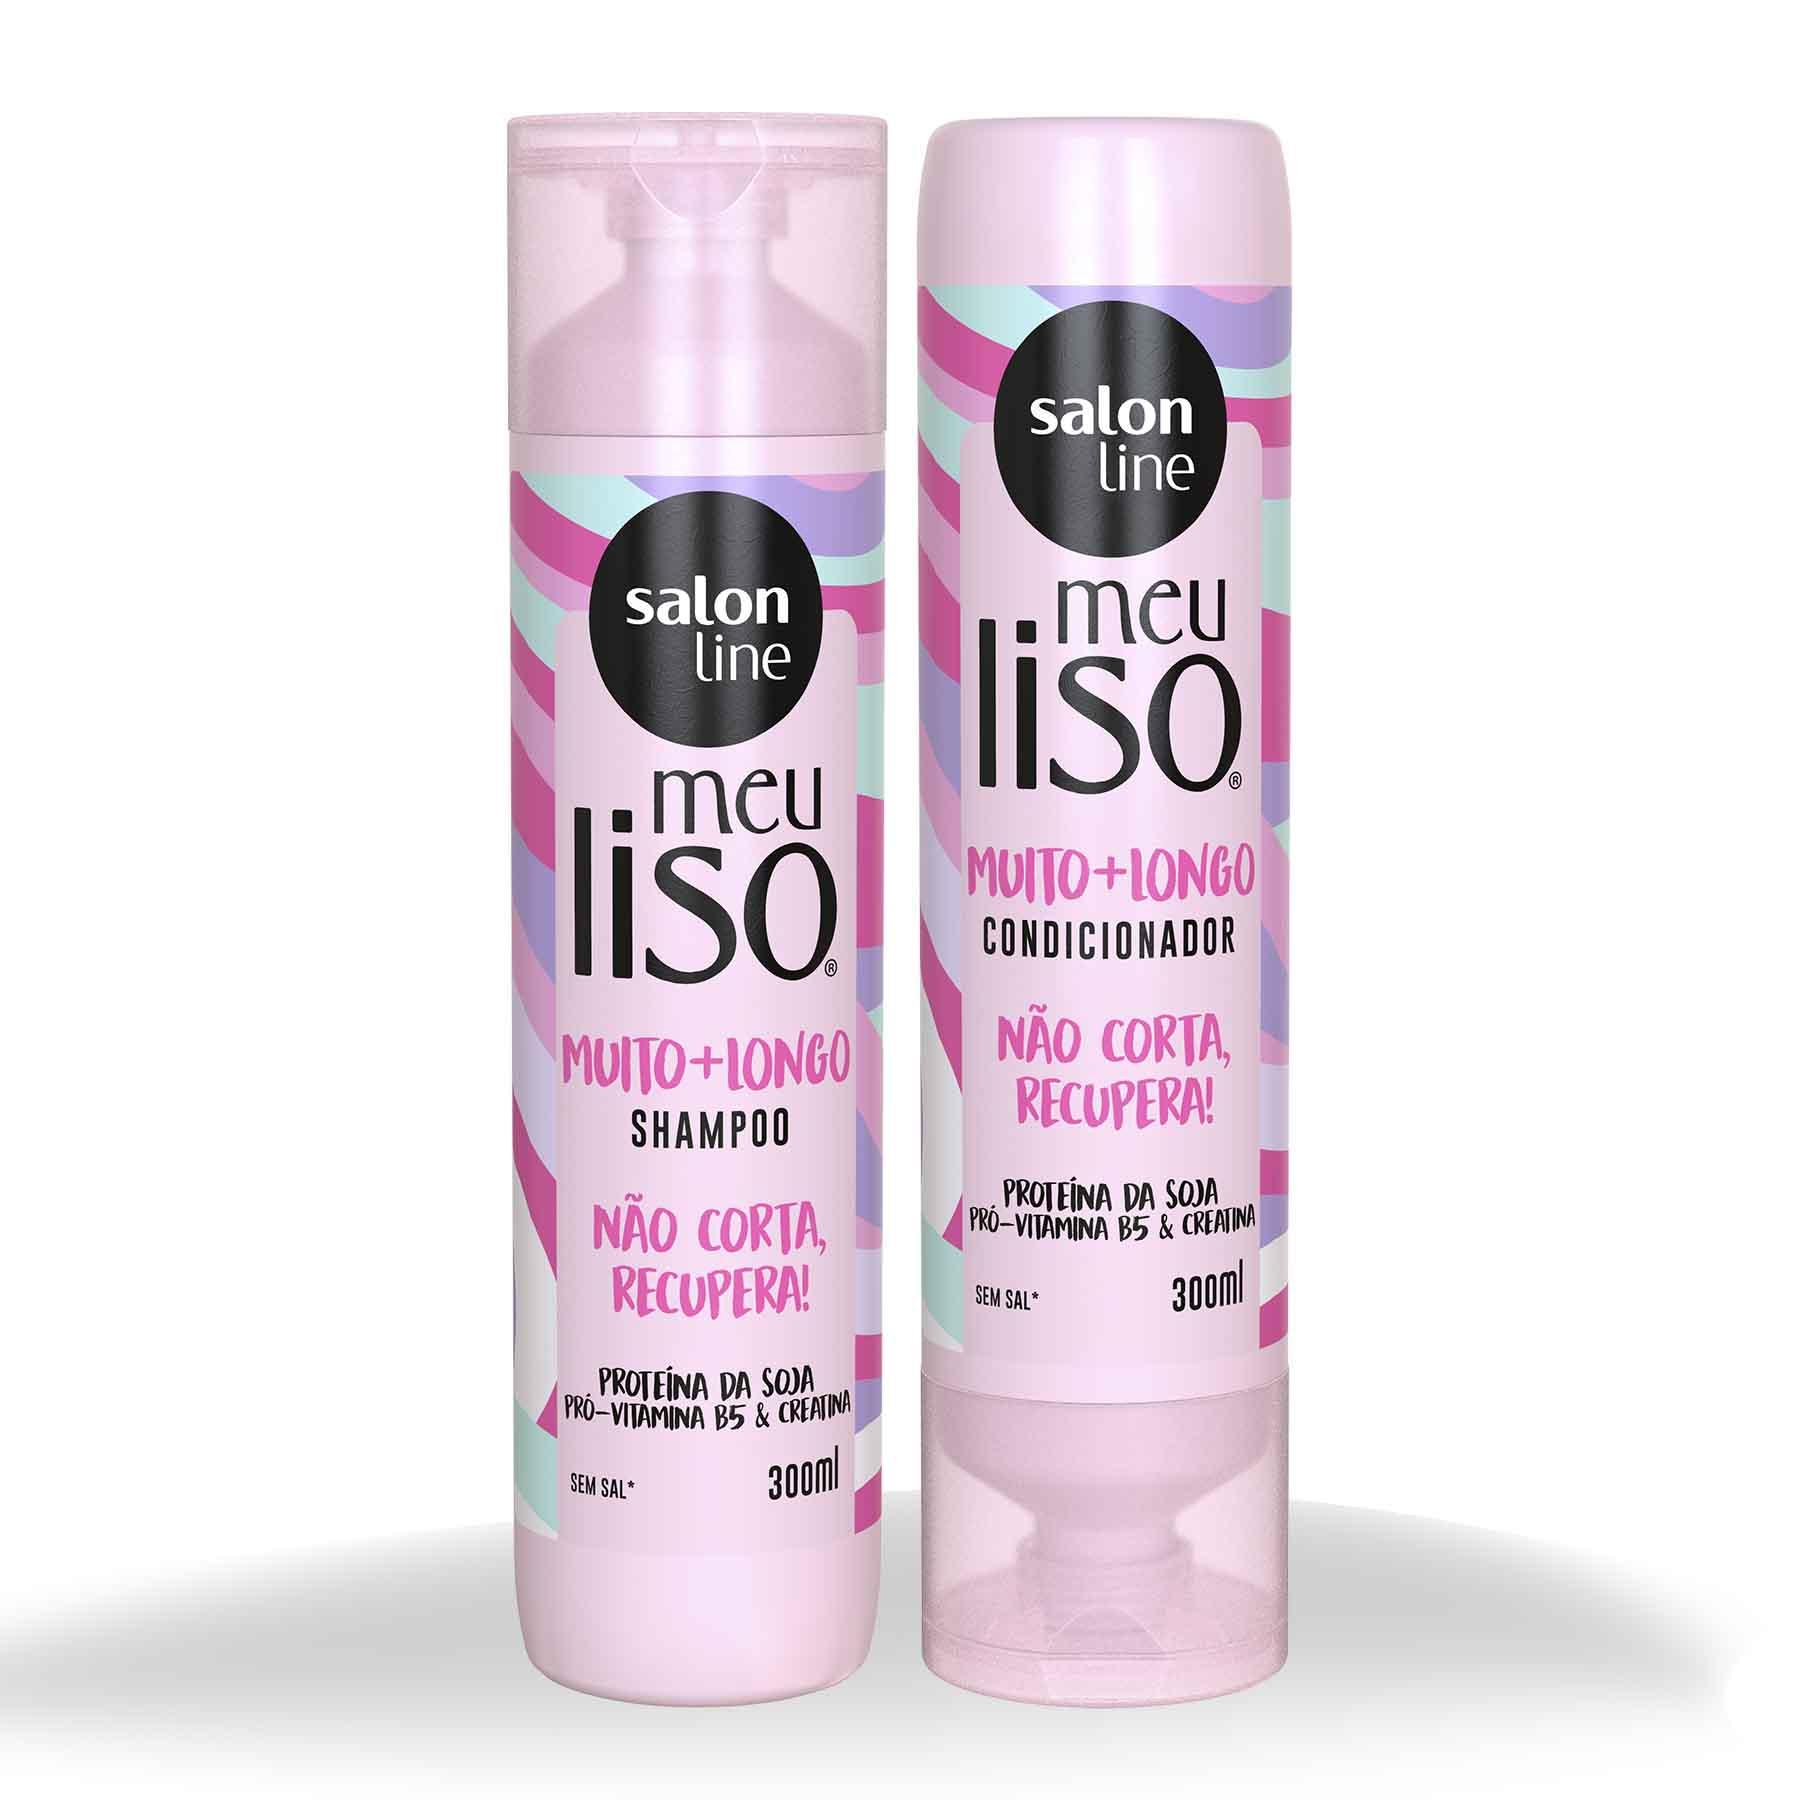 salon
line
meu
liso®
MUITO+LONGO
SHAMPOO
NÃO CORTA,
RECUPERA!
PROTEÍNA DA SOJA
PRÓ-VITAMINA B5 & CREATINA
SEM SAL*
300ml
salon
line
meu
liso®
MUITO+LONGO
CONDICIONADOR
NÃO CORTA,
RECUPERA!
PROTEÍNA DA SOJA
PRÓ-VITAMINA B5 & CREATINA
SEM SAL*
300ml